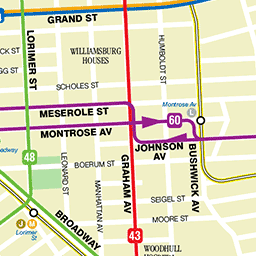 GRAND ST
LORIMER ST
WILLIAMSBURG
HOUSES
HUMBOLDT ST
GG ST
SCHOLES ST
Montrose Av
L
MESEROLE ST
60
MONTROSE AV
JOHNSON
AV
BUSHWICK AV
48
LEONARD ST
BOERUM ST
MANHATTAN AV
GRAHAM AV
SEIGEL ST
BROADWAY
J
M
Lorimer
St
MOORE ST
43
WOODHULL